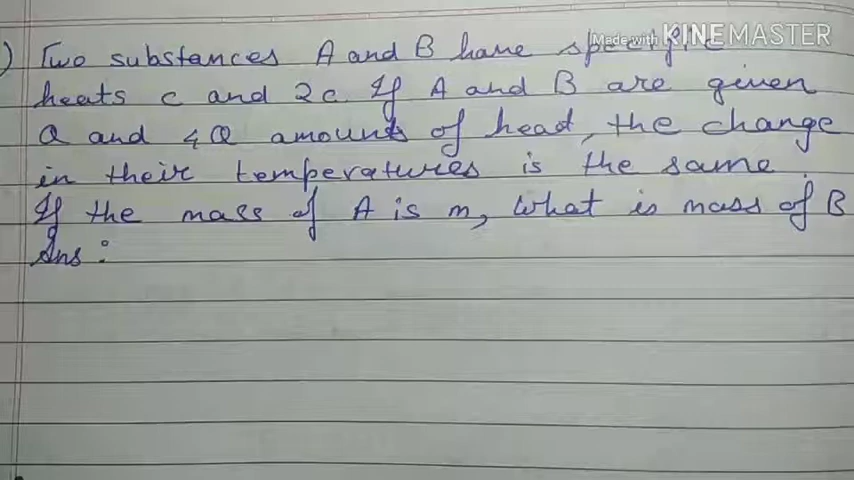 ) Two substances A and B have specific
Made with KINEMASTER
heats c and 2c. If A and B are given
Q and 4Q amounts of head, the change
in their temperatures is the same.
If the mass of A is m, what is mass of B
Ans: